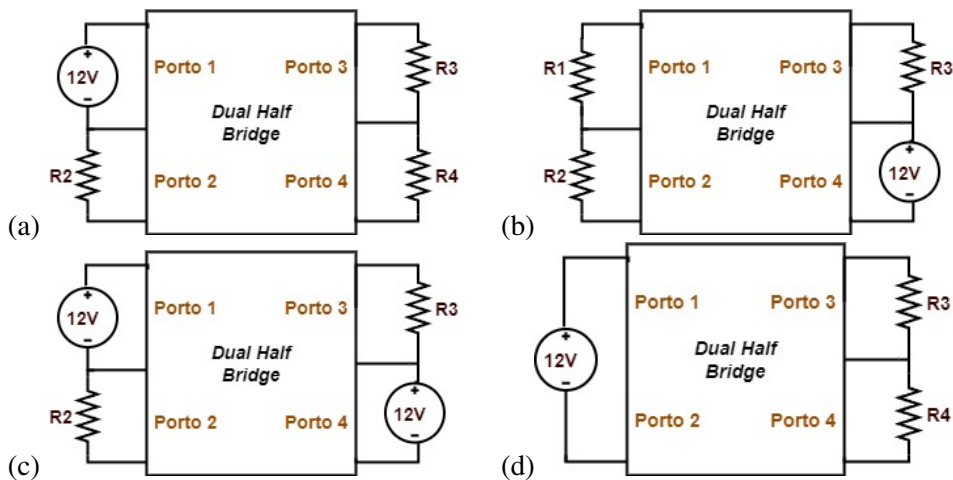 12V
Porto 1
Porto 3
R3
Dual Half
Bridge
R2
Porto 2
Porto 4
R4
(a)
R1
Porto 1
Porto 3
R3
Dual Half
Bridge
R2
Porto 2
Porto 4
12V
(b)
12V
Porto 1
Porto 3
R3
Dual Half
Bridge
R2
Porto 2
Porto 4
12V
(c)
Porto 1
Porto 3
R3
12V
Dual Half
Bridge
Porto 2
Porto 4
R4
(d)